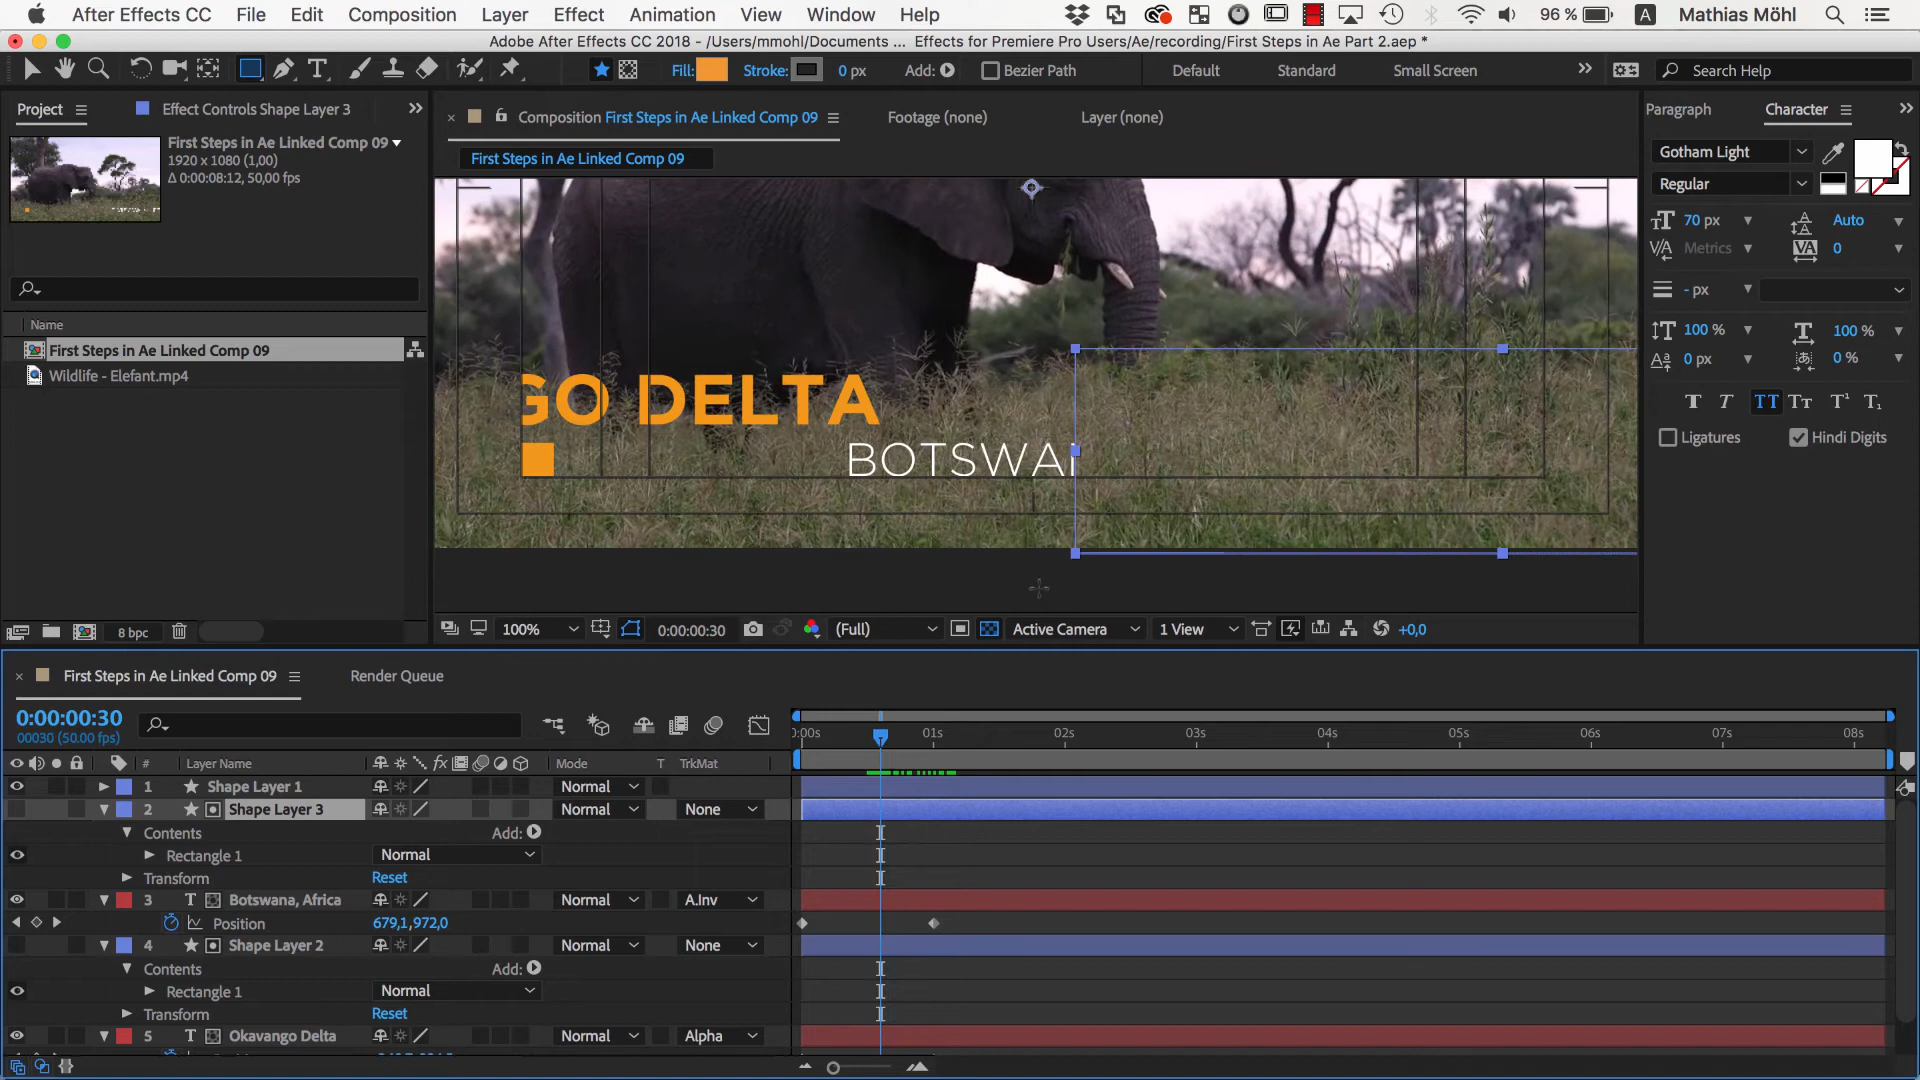 After Effects CC File Edit Composition Layer Effect Animation View Window Help 96 % A Mathias Möhl
Adobe After Effects CC 2018 - /Users/mmohl/Documents ... Effects for Premiere Pro Users/Ae/recording/First Steps in Ae Part 2.aep *
Fill: Stroke: 0 px Add: Bezier Path Default Standard Small Screen Search Help
Project Effect Controls Shape Layer 3
First Steps in Ae Linked Comp 09
1920 x 1080 (1,00)
Δ 0:00:08:12, 50,00 fps
Name
First Steps in Ae Linked Comp 09
Wildlife - Elefant.mp4
8 bpc
Composition First Steps in Ae Linked Comp 09 Footage (none) Layer (none)
First Steps in Ae Linked Comp 09
GO DELTA
BOTSWA
100% 0:00:00:30 (Full) Active Camera 1 View +0,0
Paragraph Character
Gotham Light
Regular
70 px Auto
Metrics 0
- px
100 % 100 %
0 px 0 %
T T TT Tt T¹ T₁
Ligatures Hindi Digits
First Steps in Ae Linked Comp 09 Render Queue
0:00:00:30
00030 (50.00 fps)
0:00s 01s 02s 03s 04s 05s 06s 07s 08s
# Layer Name fx Mode T TrkMat
1 Shape Layer 1 Normal
2 Shape Layer 3 Normal None
Contents Add:
Rectangle 1 Normal
Transform Reset
3 T Botswana, Africa Normal A.Inv
Position 679,1,972,0
4 Shape Layer 2 Normal None
Contents Add:
Rectangle 1 Normal
Transform Reset
5 T Okavango Delta Normal Alpha